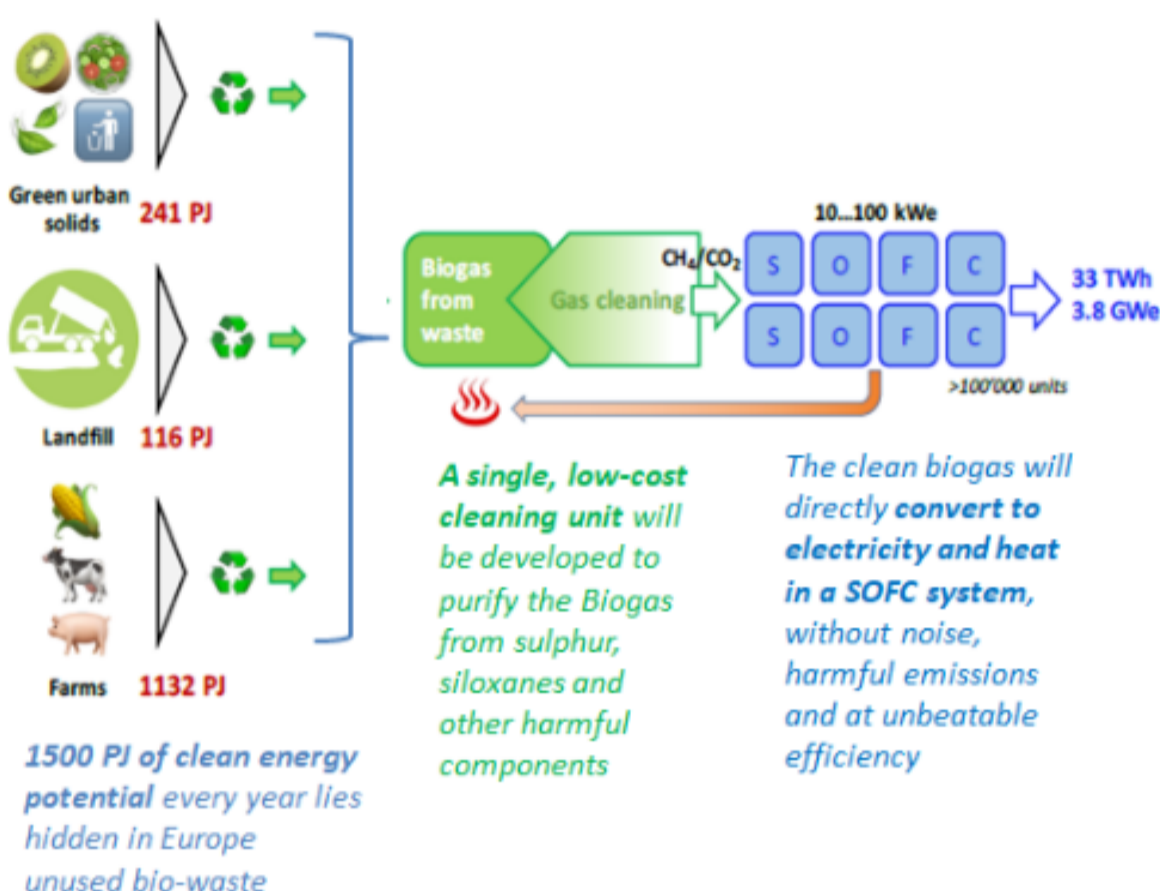 Green urban
solids
241 PJ
Landfill
116 PJ
Farms
1132 PJ
1500 PJ of clean energy
potential every year lies
hidden in Europe
unused bio-waste
Biogas
from
waste
Gas cleaning
CH₄/CO₂
10...100 kWe
S O F C
S O F C
>100'000 units
33 TWh
3.8 GWe
A single, low-cost
cleaning unit will
be developed to
purify the Biogas
from sulphur,
siloxanes and
other harmful
components
The clean biogas will
directly convert to
electricity and heat
in a SOFC system,
without noise,
harmful emissions
and at unbeatable
efficiency